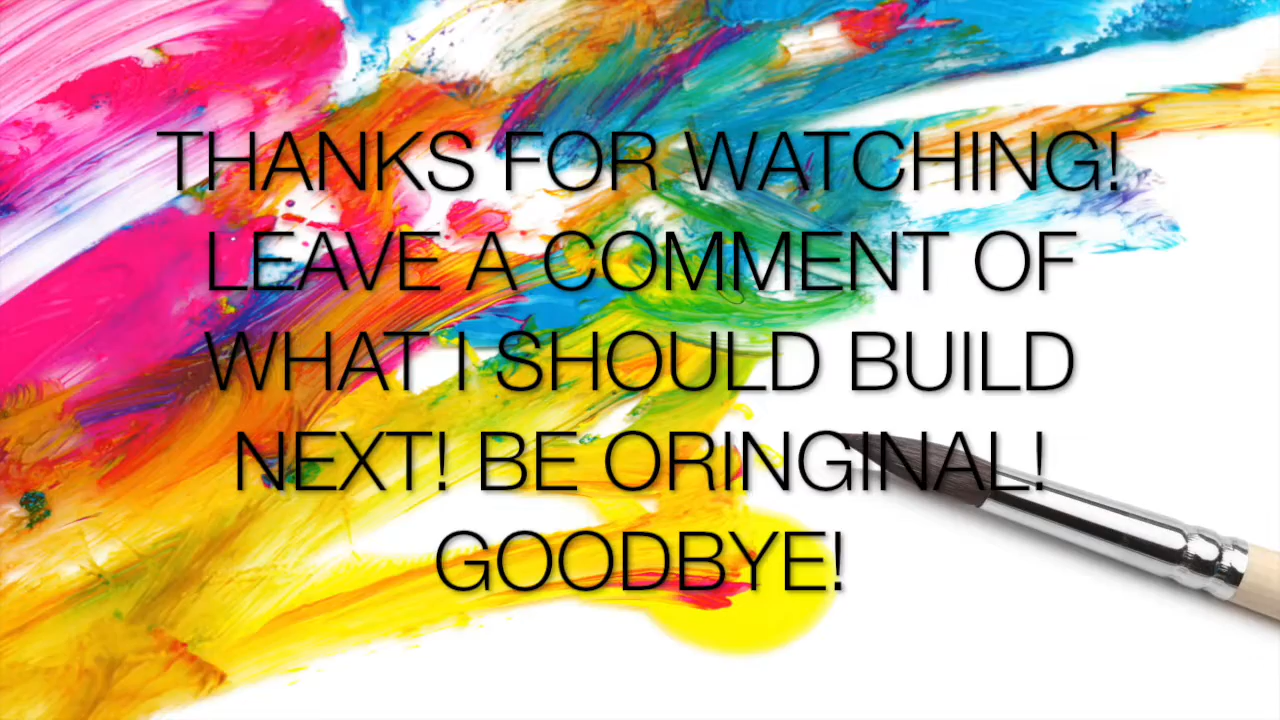 THANKS FOR WATCHING!
LEAVE A COMMENT OF
WHAT I SHOULD BUILD
NEXT! BE ORINGINAL!
GOODBYE!